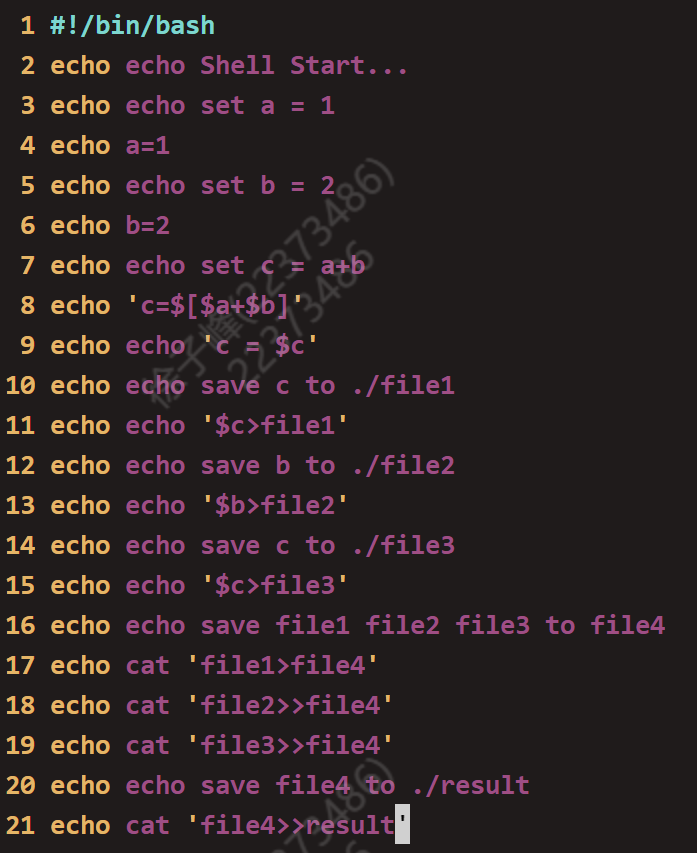 1 #!/bin/bash
2 echo echo Shell Start...
3 echo echo set a = 1
4 echo a=1
5 echo echo set b = 2
6 echo b=2
7 echo echo set c = a+b
8 echo 'c=$[$a+$b]'
9 echo echo 'c = $c'
10 echo echo save c to ./file1
11 echo echo '$c>file1'
12 echo echo save b to ./file2
13 echo echo '$b>file2'
14 echo echo save c to ./file3
15 echo echo '$c>file3'
16 echo echo save file1 file2 file3 to file4
17 echo cat 'file1>file4'
18 echo cat 'file2>>file4'
19 echo cat 'file3>>file4'
20 echo echo save file4 to ./result
21 echo cat 'file4>>result'
徐子峰(22373486)
22373486